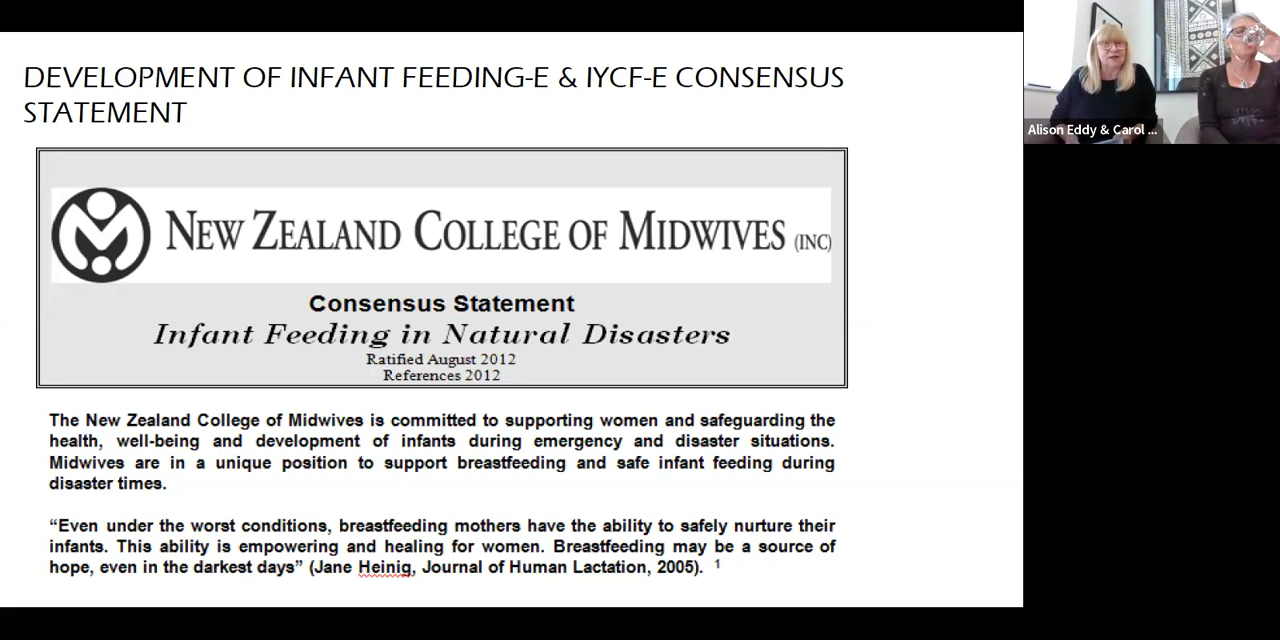 DEVELOPMENT OF INFANT FEEDING-E & IYCF-E CONSENSUS
STATEMENT
NEW ZEALAND COLLEGE OF MIDWIVES (INC)
Consensus Statement
Infant Feeding in Natural Disasters
Ratified August 2012
References 2012
The New Zealand College of Midwives is committed to supporting women and safeguarding the
health, well-being and development of infants during emergency and disaster situations.
Midwives are in a unique position to support breastfeeding and safe infant feeding during
disaster times.
“Even under the worst conditions, breastfeeding mothers have the ability to safely nurture their
infants. This ability is empowering and healing for women. Breastfeeding may be a source of
hope, even in the darkest days” (Jane Heinig, Journal of Human Lactation, 2005). 1
Alison Eddy & Carol ...